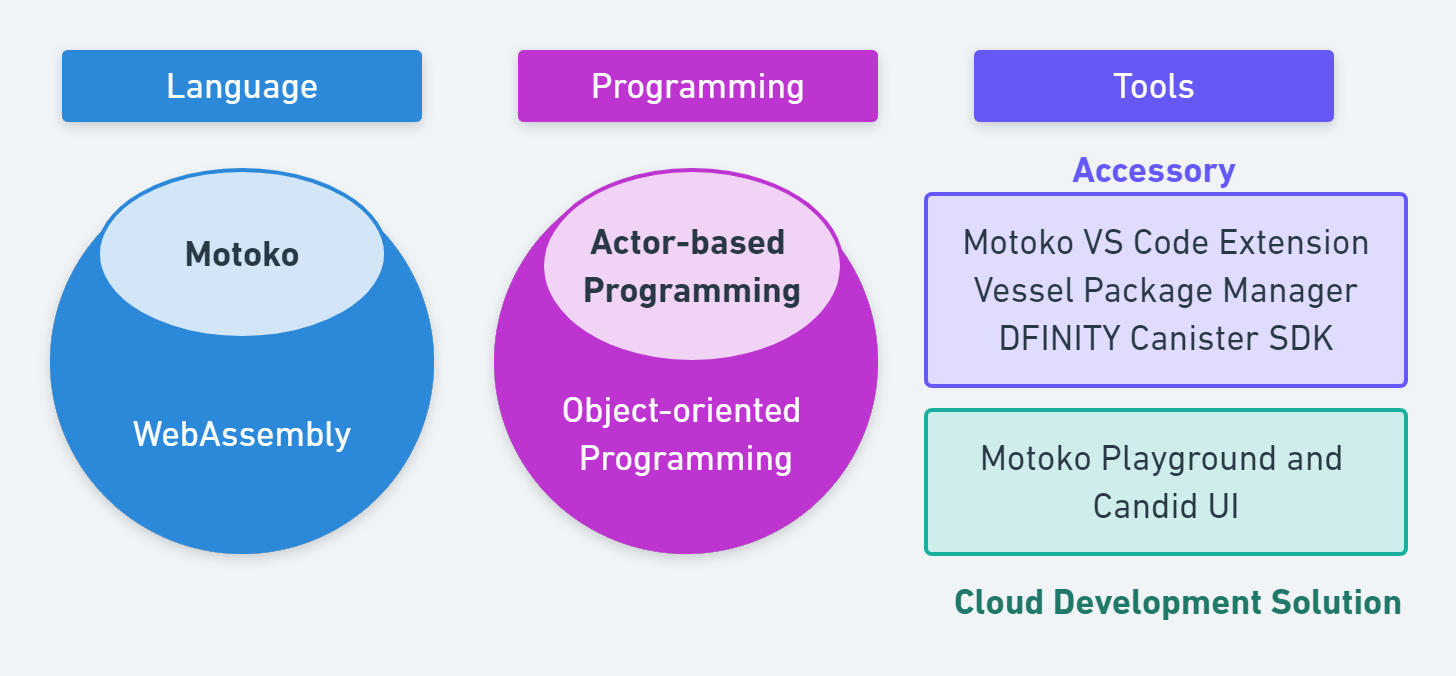 Language
Programming
Tools
Motoko
WebAssembly
Actor-based
Programming
Object-oriented
Programming
Accessory
Motoko VS Code Extension
Vessel Package Manager
DFINITY Canister SDK
Motoko Playground and
Candid UI
Cloud Development Solution